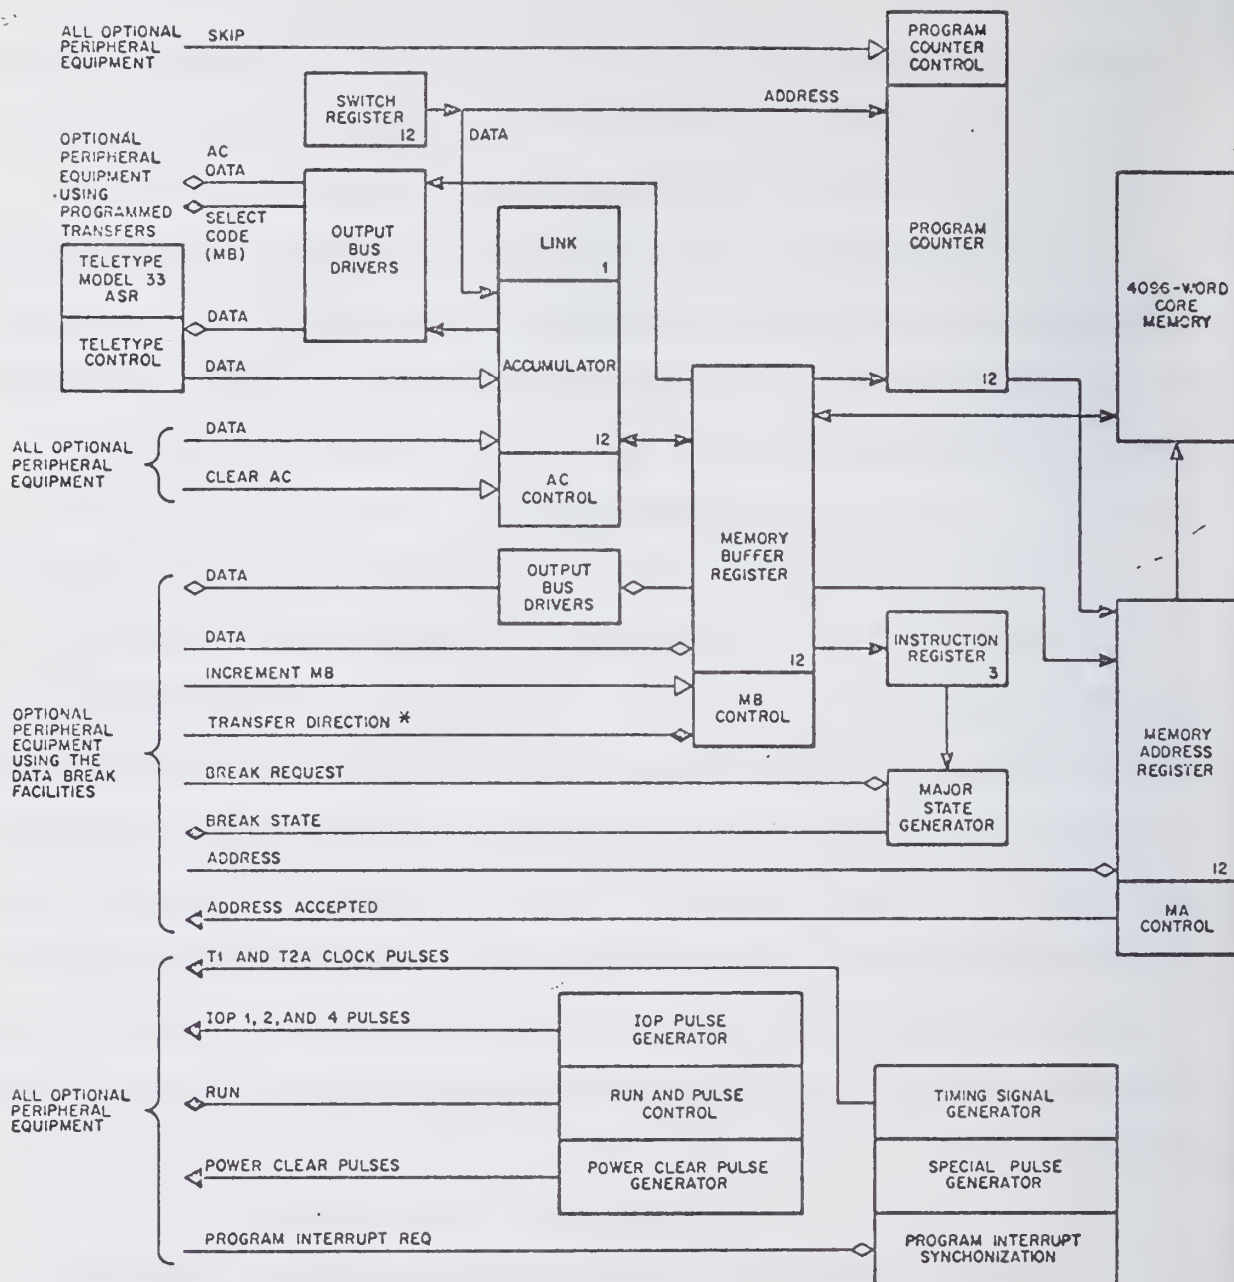 ALL OPTIONAL
PERIPHERAL
EQUIPMENT
SKIP
PROGRAM
COUNTER
CONTROL
SWITCH
REGISTER
12
ADDRESS
DATA
OPTIONAL
PERIPHERAL
EQUIPMENT
USING
PROGRAMMED
TRANSFERS
AC
DATA
SELECT
CODE
(MB)
OUTPUT
BUS
DRIVERS
LINK
1
PROGRAM
COUNTER
12
4096-WORD
CORE
MEMORY
TELETYPE
MODEL 33
ASR
TELETYPE
CONTROL
DATA
DATA
ACCUMULATOR
12
ALL OPTIONAL
PERIPHERAL
EQUIPMENT
DATA
CLEAR AC
AC
CONTROL
MEMORY
BUFFER
REGISTER
12
MB
CONTROL
OUTPUT
BUS
DRIVERS
INSTRUCTION
REGISTER
3
MEMORY
ADDRESS
REGISTER
12
MA
CONTROL
MAJOR
STATE
GENERATOR
OPTIONAL
PERIPHERAL
EQUIPMENT
USING THE
DATA BREAK
FACILITIES
DATA
DATA
INCREMENT MB
TRANSFER DIRECTION *
BREAK REQUEST
BREAK STATE
ADDRESS
ADDRESS ACCEPTED
ALL OPTIONAL
PERIPHERAL
EQUIPMENT
T1 AND T2A CLOCK PULSES
IOP 1, 2, AND 4 PULSES
RUN
POWER CLEAR PULSES
PROGRAM INTERRUPT REQ
IOP PULSE
GENERATOR
RUN AND PULSE
CONTROL
POWER CLEAR PULSE
GENERATOR
TIMING SIGNAL
GENERATOR
SPECIAL PULSE
GENERATOR
PROGRAM INTERRUPT
SYNCHONIZATION